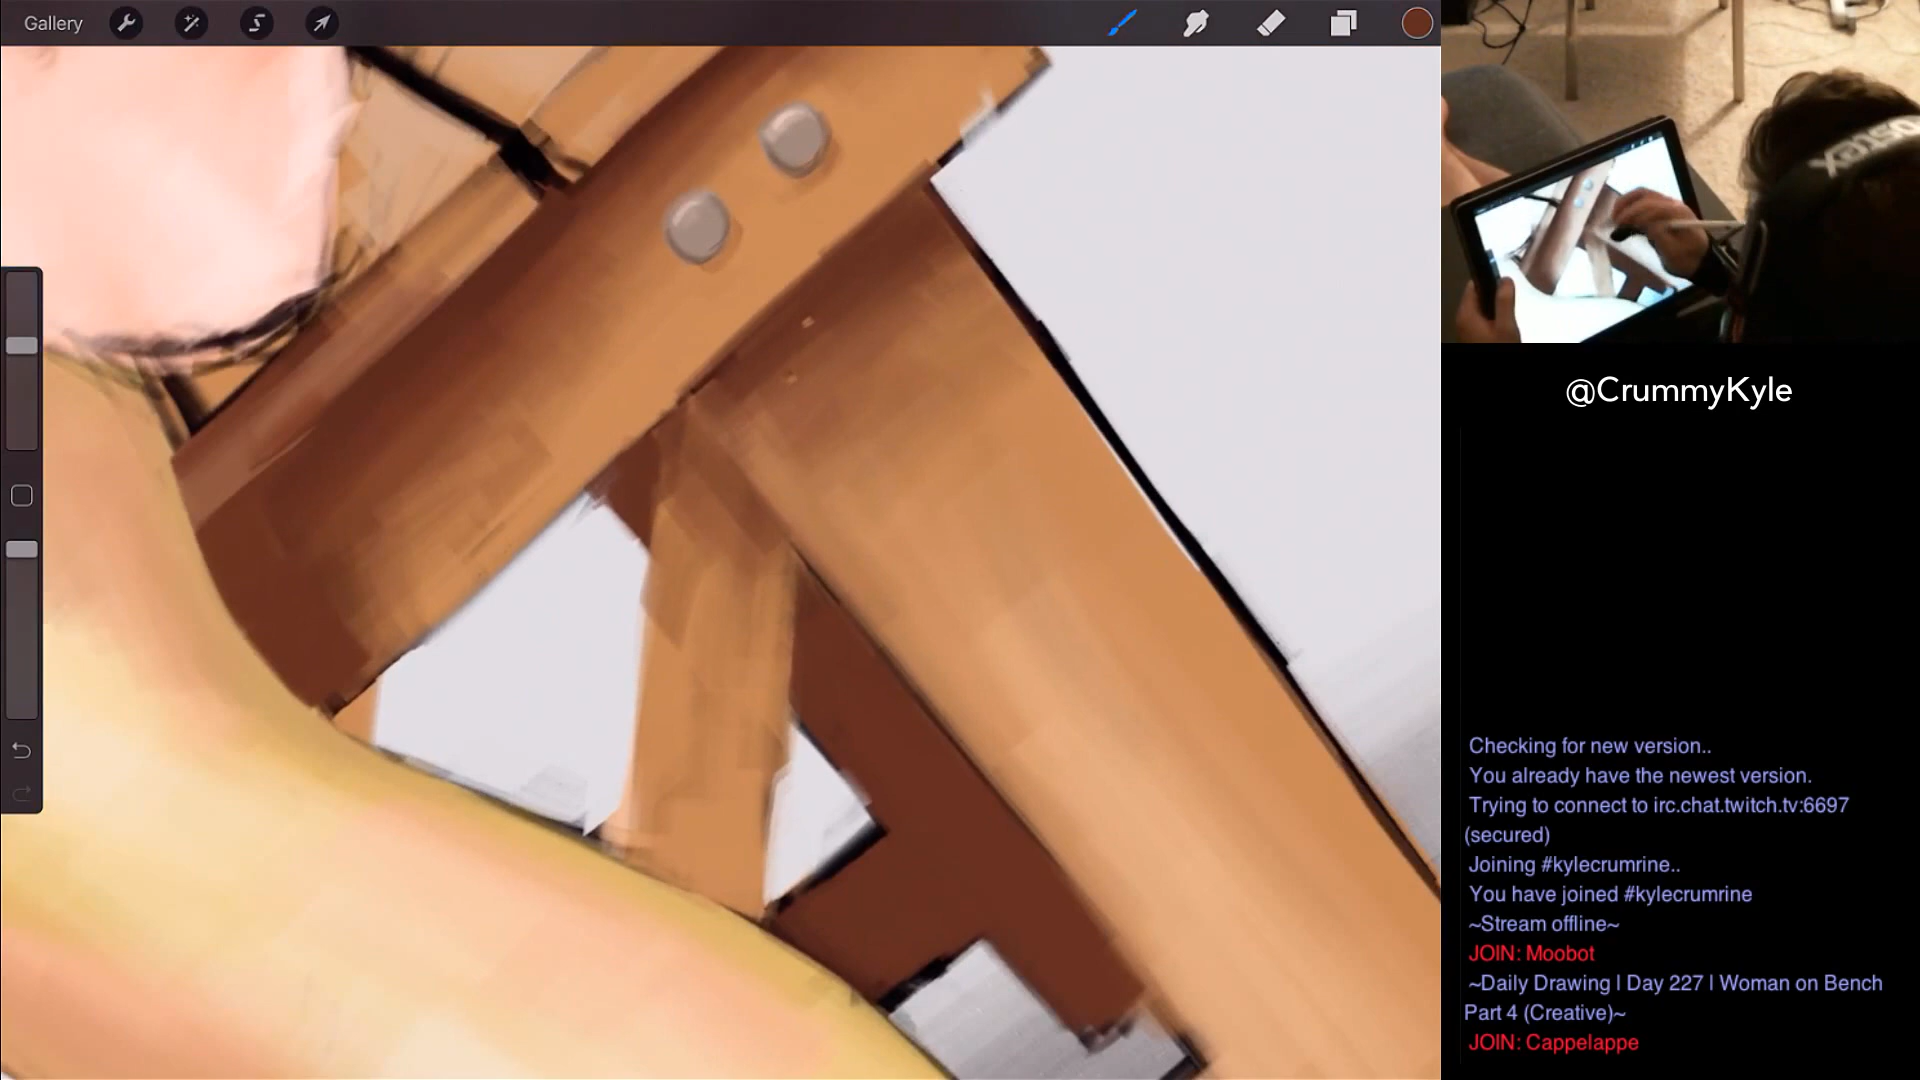 Gallery
@CrummyKyle
Checking for new version..
You already have the newest version.
Trying to connect to irc.chat.twitch.tv:6697
(secured)
Joining #kylecrumrine..
You have joined #kylecrumrine
~Stream offline~
JOIN: Moobot
~Daily Drawing | Day 227 | Woman on Bench
Part 4 (Creative)~
JOIN: Cappelappe